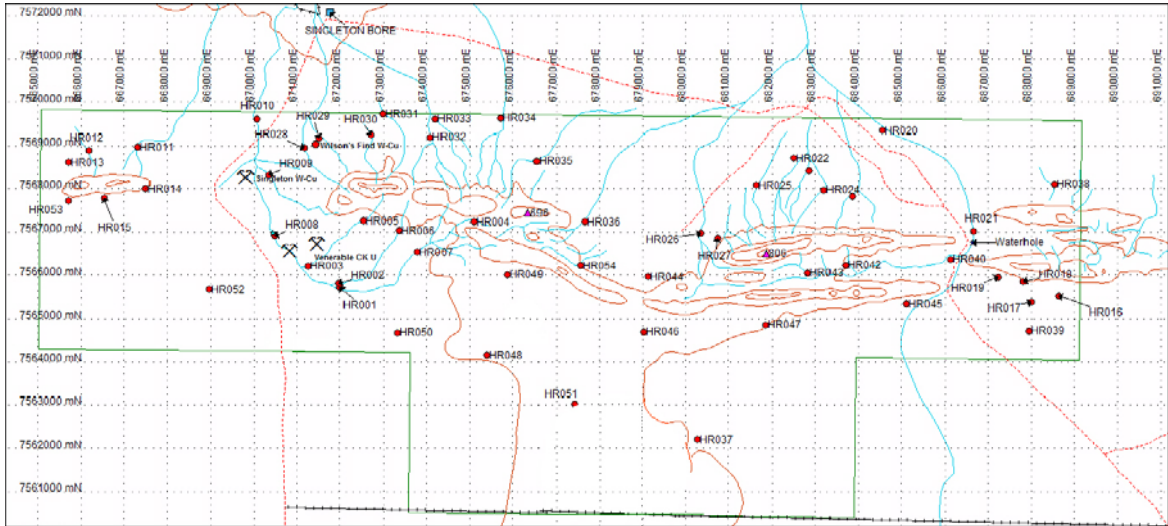 7572000 mN
SINGLETON BORE
7571000 mN
665000 mE
666000 mE
667000 mE
668000 mE
669000 mE
670000 mE
671000 mE
672000 mE
673000 mE
674000 mE
675000 mE
676000 mE
677000 mE
678000 mE
679000 mE
680000 mE
681000 mE
682000 mE
683000 mE
684000 mE
685000 mE
686000 mE
687000 mE
688000 mE
689000 mE
690000 mE
691000 mE
7570000 mN
HR010
HR029
HR030
HR031
HR033
HR034
HR028
HR032
HR020
7569000 mN
HR012
HR011
Wilson's Find W-Cu
HR013
HR009
HR035
HR022
7568000 mN
HR014
Singleton W-Cu
HR025
HR024
HR038
HR053
HR015
896
HR005
HR004
HR036
HR021
7567000 mN
HR008
HR006
HR026
HR027
Waterhole
Venerable CK U
HR007
809
7566000 mN
HR003
HR002
HR049
HR054
HR044
HR043
HR042
HR040
HR019
HR018
HR052
HR001
HR045
HR017
HR016
7565000 mN
HR050
HR046
HR047
HR039
7564000 mN
HR048
7563000 mN
HR051
7562000 mN
HR037
7561000 mN